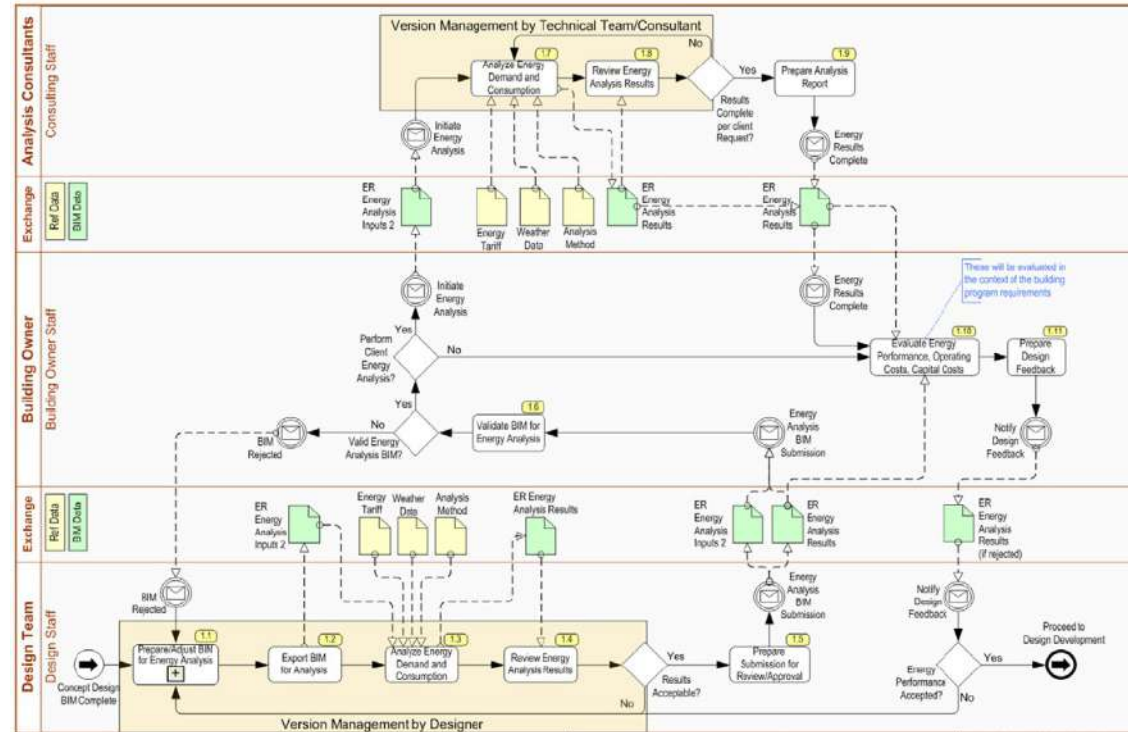 Analysis Consultants
Consulting Staff
Version Management by Technical Team/Consultant
1.7
Analyze Energy
Demand and
Consumption
1.8
Review Energy
Analysis Results
No
Yes
Results
Complete
per client
Request?
1.9
Prepare Analysis
Report
Initiate
Energy
Analysis
Energy
Results
Complete
Exchange
Ref Data
BIM Data
ER
Energy
Analysis
Inputs 2
Energy
Tariff
Weather
Data
Analysis
Method
ER
Energy
Analysis
Results
ER
Energy
Analysis
Results
Building Owner
Building Owner Staff
Initiate
Energy
Analysis
Energy
Results
Complete
These will be evaluated in
the context of the building
program requirements
Yes
Perform
Client
Energy
Analysis?
No
1.10
Evaluate Energy
Performance, Operating
Costs, Capital Costs
1.11
Prepare
Design
Feedback
Yes
No
BIM
Rejected
Valid Energy
Analysis BIM?
1.6
Validate BIM for
Energy Analysis
Energy
Analysis
BIM
Submission
Notify
Design
Feedback
Exchange
Ref Data
BIM Data
ER
Energy
Analysis
Inputs 2
Energy
Tariff
Weather
Data
Analysis
Method
ER Energy
Analysis Results
ER
Energy
Analysis
Inputs 2
ER
Energy
Analysis
Results
ER
Energy
Analysis
Results
(if rejected)
Design Team
Design Staff
BIM
Rejected
Energy
Analysis
BIM
Submission
Notify
Design
Feedback
Concept Design
BIM Complete
1.1
Prepare/Adjust BIM
for Energy Analysis
1.2
Export BIM
for Analysis
1.3
Analyze Energy
Demand and
Consumption
1.4
Review Energy
Analysis Results
Yes
Results
Acceptable?
No
1.5
Prepare
Submission for
Review/Approval
Energy
Performance
Accepted?
Yes
No
Proceed to
Design Development
Version Management by Designer